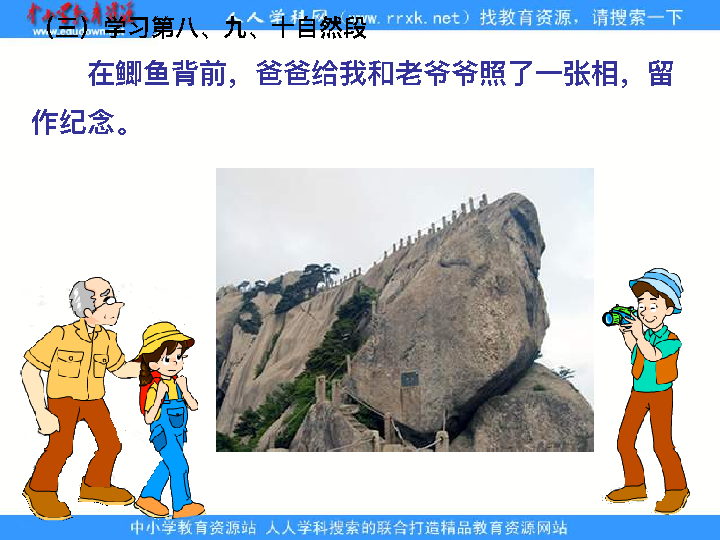 人人学科网（www.rrxk.net）找教育资源，请搜索一下
（三）学习第八、九、十自然段
在鲫鱼背前，爸爸给我和老爷爷照了一张相，留
作纪念。
中小学教育资源站 人人学科搜索的联合打造精品教育资源网站